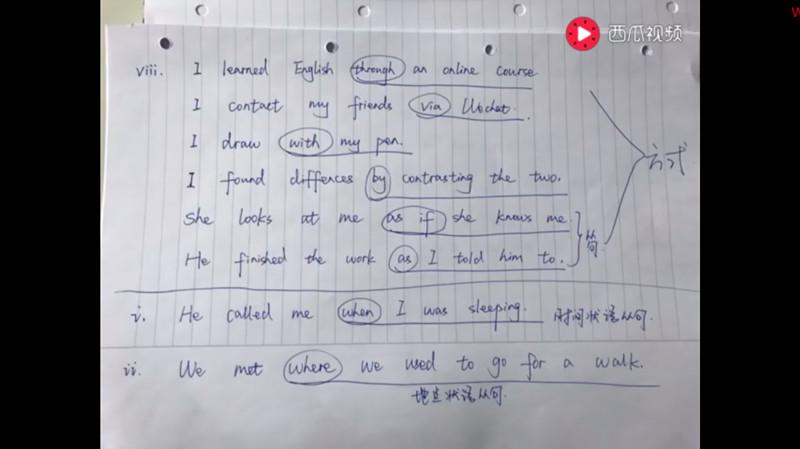 西瓜视频
viii. I learned English through an online course
I contact my friends via Wechat.
I draw with my pen.
I found diffences by contrasting the two.
方式
She looks at me as if she knows me.
从句
He finished the work as I told him to.
i. He called me when I was sleeping. 时间状语从句.
ii. We met where we used to go for a walk.
地点状语从句.